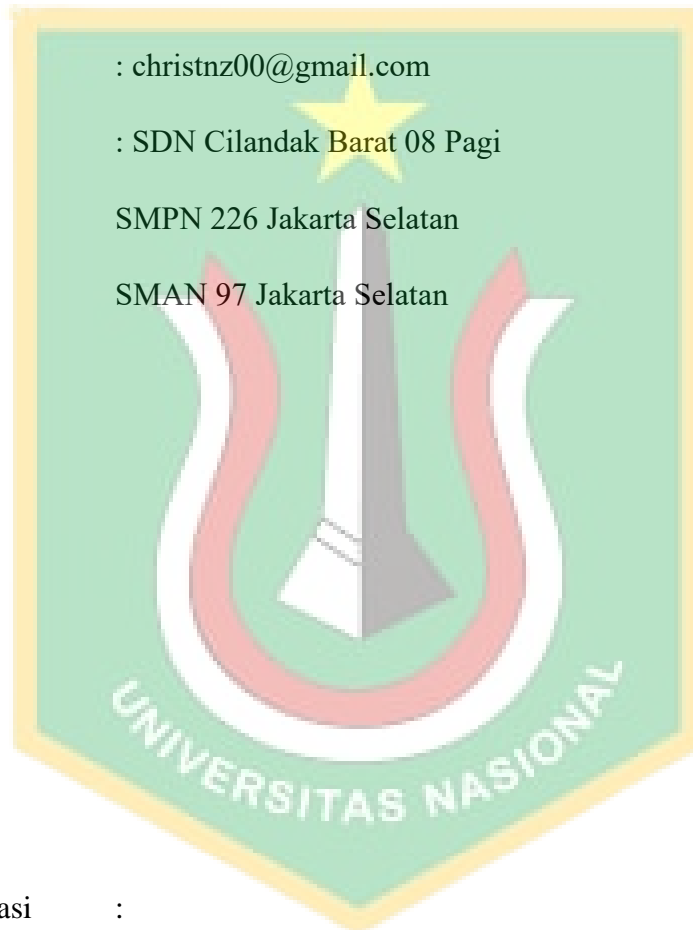 : christnz00@gmail.com
: SDN Cilandak Barat 08 Pagi
SMPN 226 Jakarta Selatan
SMAN 97 Jakarta Selatan
UNIVERSITAS NASIONAL
asi :